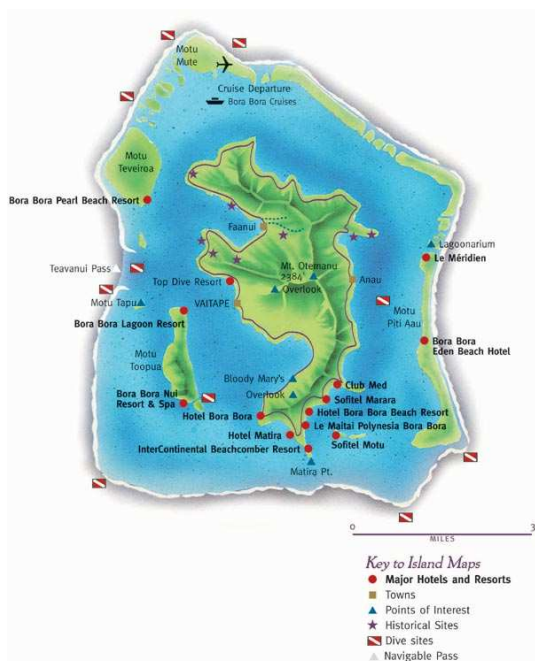 Motu
Mute
Cruise Departure
Bora Bora Cruises
Motu
Teveiroa
Bora Bora Pearl Beach Resort
Faanui
Lagoonarium
Le Méridien
Teavanui Pass
Mt. Otemanu
2384'
Top Dive Resort
Overlook
Anau
Motu Tapu
VAITAPE
Motu
Piti Aau
Bora Bora Lagoon Resort
Bora Bora
Eden Beach Hotel
Motu
Toopua
Bloody Mary's
Club Med
Overlook
Bora Bora Nui
Resort & Spa
Sofitel Marara
Hotel Bora Bora
Hotel Bora Bora Beach Resort
Le Maitai Polynesia Bora Bora
Hotel Matira
Sofitel Motu
InterContinental Beachcomber Resort
Matira Pt.
0 3
MILES
Key to Island Maps
Major Hotels and Resorts
Towns
Points of Interest
Historical Sites
Dive sites
Navigable Pass